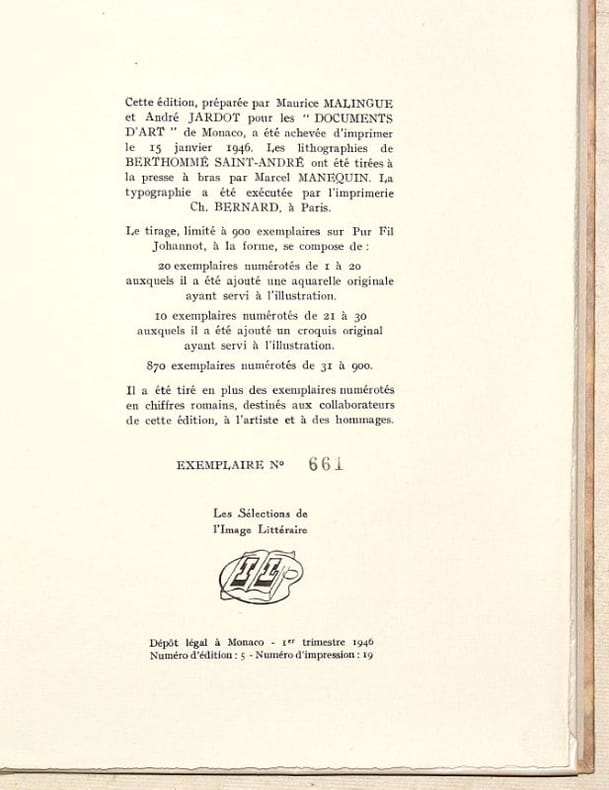 Cette édition, préparée par Maurice MALINGUE
et André JARDOT pour les " DOCUMENTS
D'ART " de Monaco, a été achevée d'imprimer
le 15 janvier 1946. Les lithographies de
BERTHOMMÉ SAINT-ANDRÉ ont été tirées à
la presse à bras par Marcel MANEQUIN. La
typographie a été exécutée par l'imprimerie
Ch. BERNARD, à Paris.
Le tirage, limité à 900 exemplaires sur Pur Fil
Johannot, à la forme, se compose de :
20 exemplaires numérotés de 1 à 20
auxquels il a été ajouté une aquarelle originale
ayant servi à l'illustration.
10 exemplaires numérotés de 21 à 30
auxquels il a été ajouté un croquis original
ayant servi à l'illustration.
870 exemplaires numérotés de 31 à 900.
Il a été tiré en plus des exemplaires numérotés
en chiffres romains, destinés aux collaborateurs
de cette édition, à l'artiste et à des hommages.
EXEMPLAIRE Nº 661
Les Sélections de
l'Image Littéraire
IL
Dépôt légal à Monaco - 1er trimestre 1946
Numéro d'édition : 5 - Numéro d'impression : 19